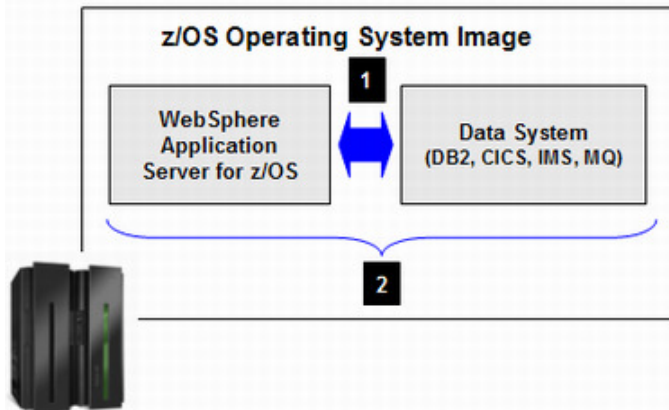 z/OS Operating System Image
1
WebSphere
Application
Server for z/OS
Data System
(DB2, CICS, IMS, MQ)
2